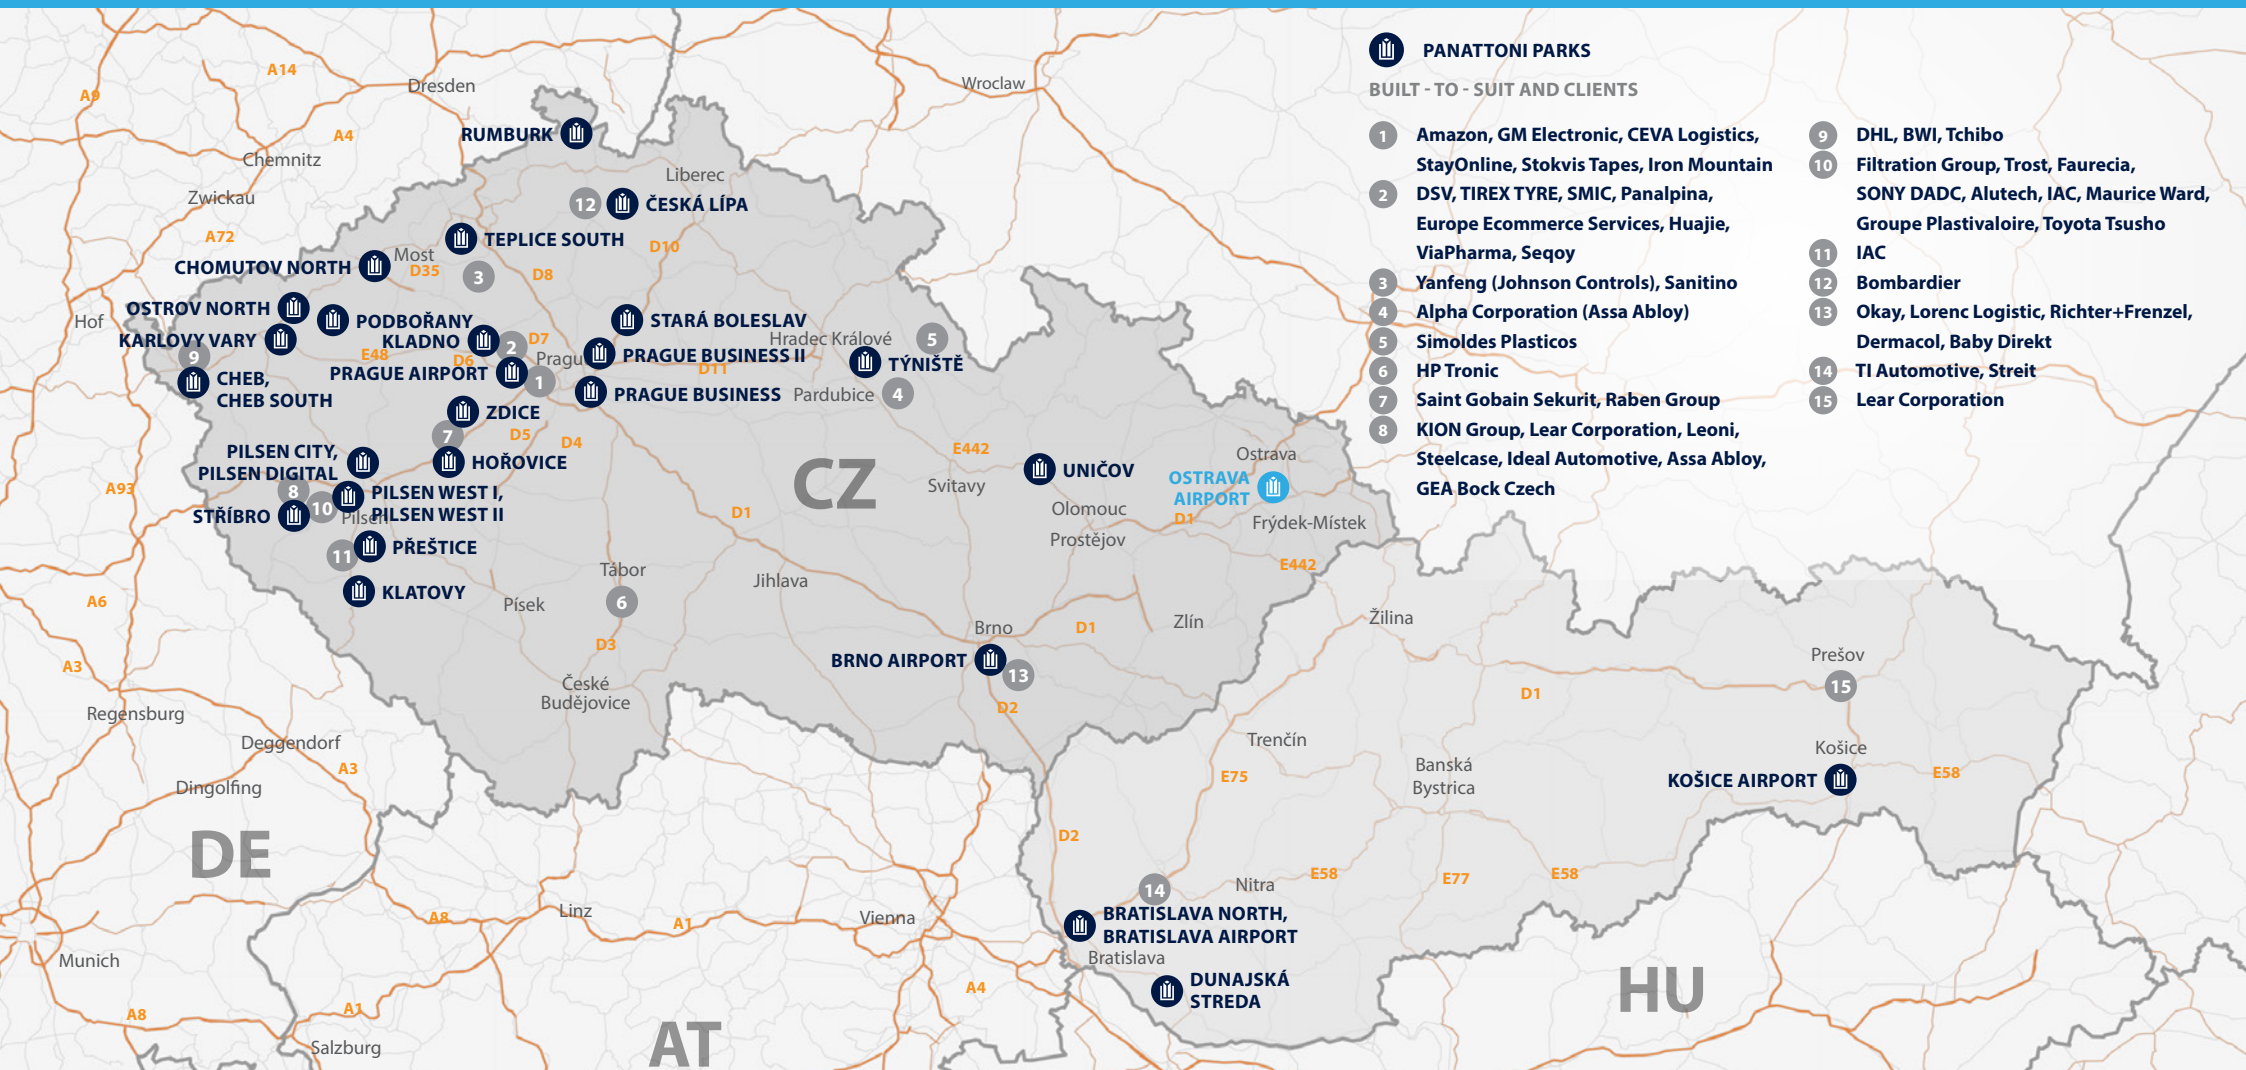 PANATTONI PARKS
BUILT - TO - SUIT AND CLIENTS
1 Amazon, GM Electronic, CEVA Logistics,
StayOnline, Stokvis Tapes, Iron Mountain
2 DSV, TIREX TYRE, SMIC, Panalpina,
Europe Ecommerce Services, Huajie,
ViaPharma, Seqoy
3 Yanfeng (Johnson Controls), Sanitino
4 Alpha Corporation (Assa Abloy)
5 Simoldes Plasticos
6 HP Tronic
7 Saint Gobain Sekurit, Raben Group
8 KION Group, Lear Corporation, Leoni,
Steelcase, Ideal Automotive, Assa Abloy,
GEA Bock Czech
9 DHL, BWI, Tchibo
10 Filtration Group, Trost, Faurecia,
SONY DADC, Alutech, IAC, Maurice Ward,
Groupe Plastivaloire, Toyota Tsusho
11 IAC
12 Bombardier
13 Okay, Lorenc Logistic, Richter+Frenzel,
Dermacol, Baby Direkt
14 TI Automotive, Streit
15 Lear Corporation
A14
A9
Dresden
Wroclaw
A4
RUMBURK
Chemnitz
Liberec
Zwickau
12
ČESKÁ LÍPA
A72
TEPLICE SOUTH
D10
Most
CHOMUTOV NORTH
D35
3
D8
OSTROV NORTH
Hof
PODBOŘANY
STARÁ BOLESLAV
KARLOVY VARY
KLADNO
2
D7
Hradec Králové
5
9
E48
D6
Pragu
PRAGUE BUSINESS II
D11
TÝNIŠTĚ
PRAGUE AIRPORT
1
CHEB,
CHEB SOUTH
PRAGUE BUSINESS
Pardubice
4
ZDICE
7
D5
D4
E442
PILSEN CITY,
PILSEN DIGITAL
HOŘOVICE
CZ
UNIČOV
Ostrava
OSTRAVA
AIRPORT
A93
8
PILSEN WEST I,
PILSEN WEST II
Svitavy
10
STŘÍBRO
Pilsen
D1
Olomouc
D1
Frýdek-Místek
Prostějov
11
PŘEŠTICE
E442
Tábor
Jihlava
KLATOVY
A6
Písek
6
Žilina
Zlín
Brno
D1
D3
Prešov
A3
BRNO AIRPORT
13
15
České
Budějovice
D1
D2
Regensburg
Trenčín
Deggendorf
Košice
A3
Banská
Bystrica
E75
E58
KOŠICE AIRPORT
Dingolfing
DE
D2
E58
E77
E58
14
Nitra
Linz
A8
A1
Vienna
BRATISLAVA NORTH,
BRATISLAVA AIRPORT
Bratislava
Munich
DUNAJSKÁ
STREDA
A4
HU
A1
A8
Salzburg
AT